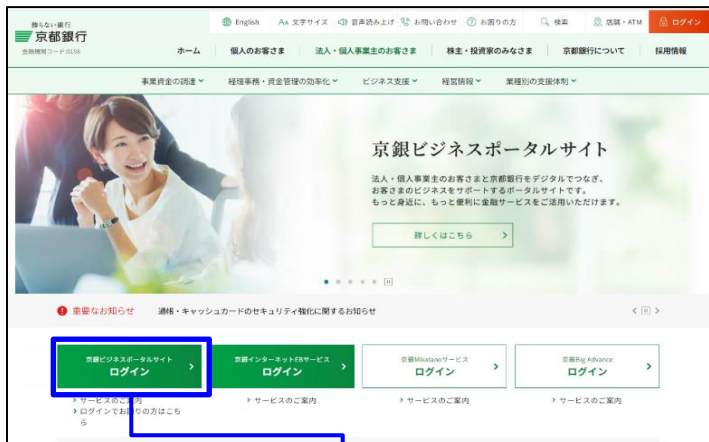 飾らない銀行
京都銀行
金融機関コード:0158
English
Aa 文字サイズ
音声読み上げ
お問い合わせ
お困りの方
検索
店舗・ATM
ログイン
ホーム
個人のお客さま
法人・個人事業主のお客さま
株主・投資家のみなさま
京都銀行について
採用情報
事業資金の調達
経理事務・資金管理の効率化
ビジネス支援
経営情報
業種別の支援体制
京銀ビジネスポータルサイト
法人・個人事業主のお客さまと京都銀行をデジタルでつなぎ、
お客さまのビジネスをサポートするポータルサイトです。
もっと身近に、もっと便利に金融サービスをご活用いただけます。
詳しくはこちら
重要なお知らせ
通帳・キャッシュカードのセキュリティ強化に関するお知らせ
京銀ビジネスポータルサイト
ログイン
京銀インターネットEBサービス
ログイン
京銀Mikatanoサービス
ログイン
京銀Big Advance
ログイン
サービスのご案内
ログインでお困りの方はこち
ら
サービスのご案内
サービスのご案内
サービスのご案内